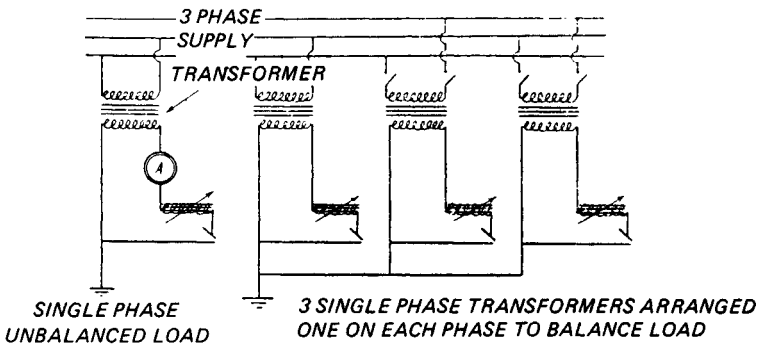 3 PHASE
SUPPLY
TRANSFORMER
A
SINGLE PHASE
UNBALANCED LOAD
3 SINGLE PHASE TRANSFORMERS ARRANGED
ONE ON EACH PHASE TO BALANCE LOAD